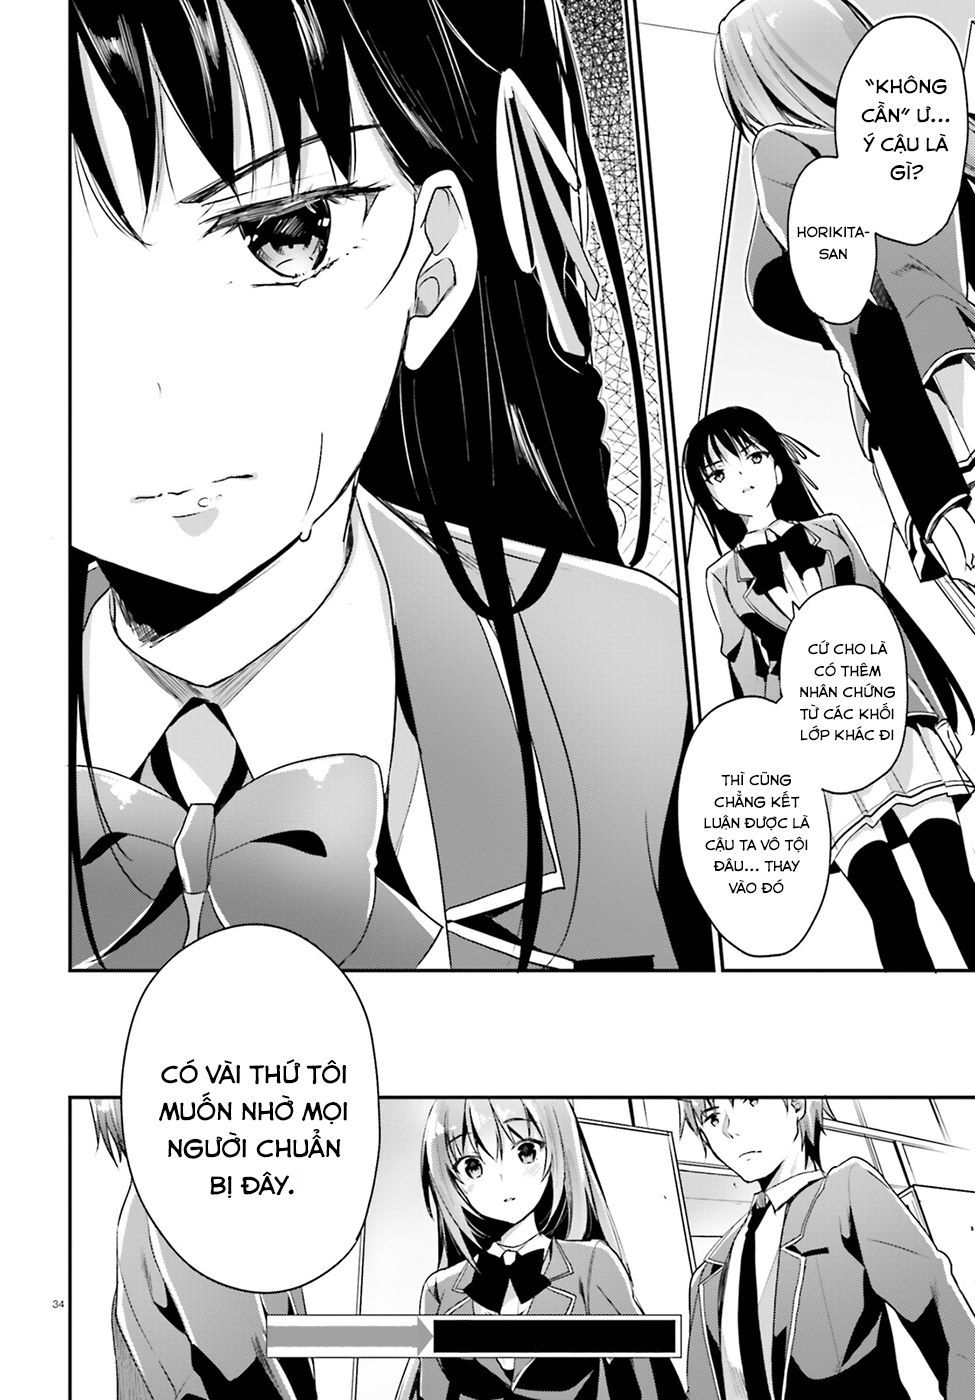 “KHÔNG
CẦN” Ư...
Ý CẬU LÀ
GÌ?
HORIKITA-
SAN
CỨ CHO LÀ
CÓ THÊM
NHÂN CHỨNG
TỪ CÁC KHỐI
LỚP KHÁC ĐI
THÌ CŨNG
CHẲNG KẾT
LUẬN ĐƯỢC LÀ
CẬU TA VÔ TỘI
ĐÂU... THAY
VÀO ĐÓ
CÓ VÀI THỨ TÔI
MUỐN NHỜ MỌI
NGƯỜI CHUẨN
BỊ ĐÂY.
34